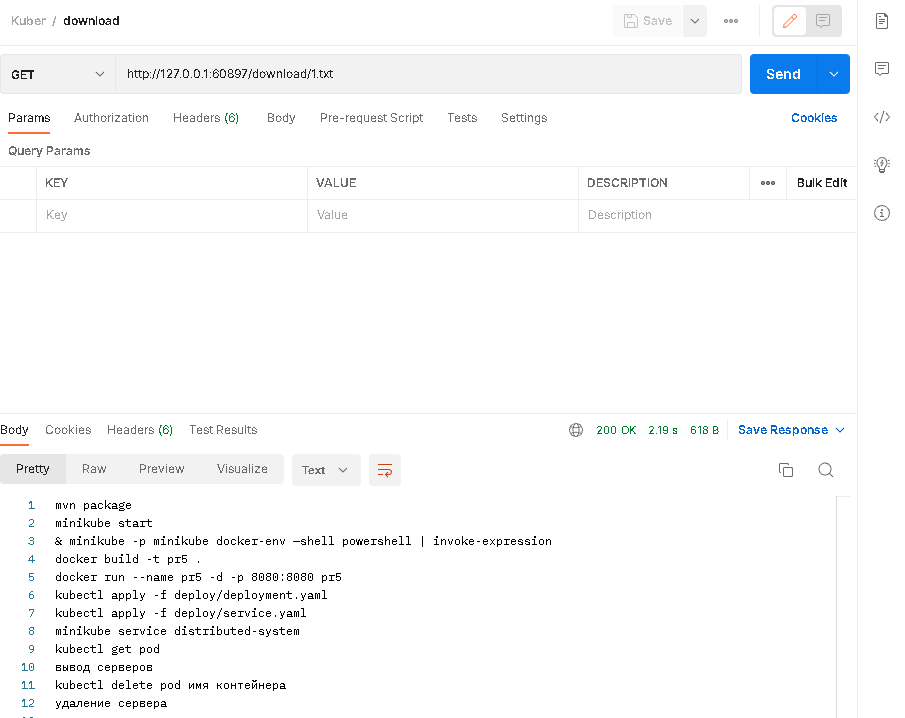 Kuber / download
Save
GET
http://127.0.0.1:60897/download/1.txt
Send
Params Authorization Headers (6) Body Pre-request Script Tests Settings Cookies
Query Params
KEY VALUE DESCRIPTION Bulk Edit
Key Value Description
Body Cookies Headers (6) Test Results 200 OK 2.19 s 618 B Save Response
Pretty Raw Preview Visualize Text
1 mvn package
2 minikube start
3 & minikube -p minikube docker-env —shell powershell | invoke-expression
4 docker build -t pr5 .
5 docker run --name pr5 -d -p 8080:8080 pr5
6 kubectl apply -f deploy/deployment.yaml
7 kubectl apply -f deploy/service.yaml
8 minikube service distributed-system
9 kubectl get pod
10 вывод серверов
11 kubectl delete pod имя контейнера
12 удаление сервера